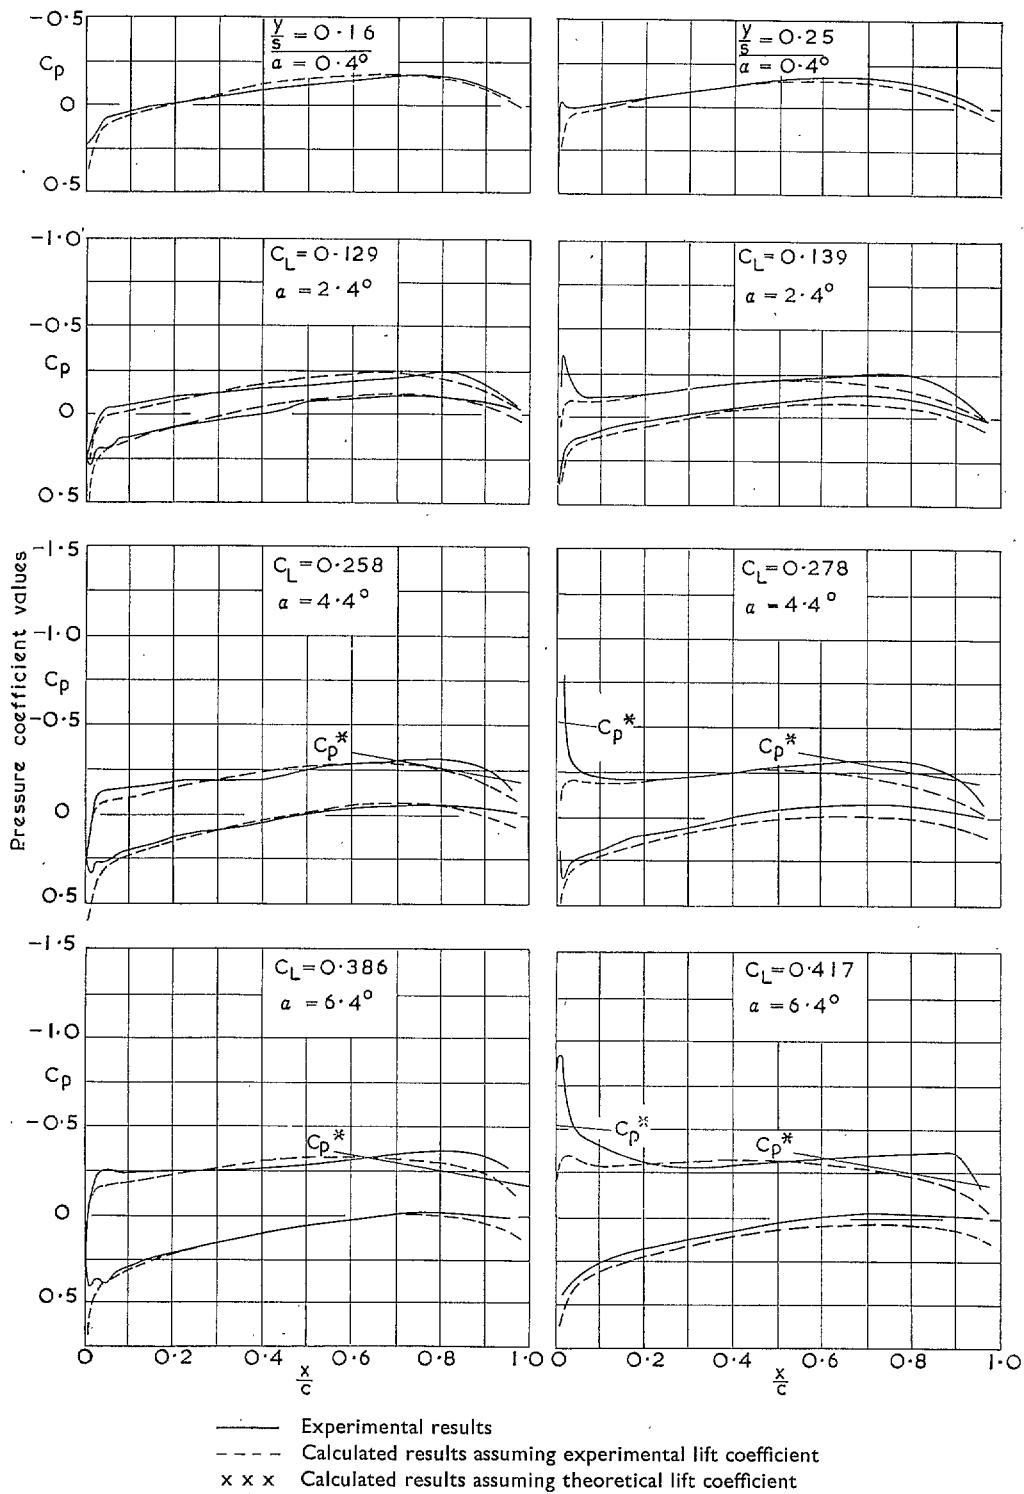 -0.5
y/s = 0.16
α = 0.4°
y/s = 0.25
α = 0.4°
Cp
0
0.5
-1.0
CL = 0.129
α = 2.4°
CL = 0.139
α = 2.4°
-0.5
Cp
0
0.5
Pressure coefficient values
-1.5
CL = 0.258
α = 4.4°
CL = 0.278
α = 4.4°
-1.0
Cp
-0.5
Cp*
Cp*
Cp*
0
0.5
-1.5
CL = 0.386
α = 6.4°
CL = 0.417
α = 6.4°
-1.0
Cp
-0.5
Cp*
Cp*
Cp*
0
0.5
0 0.2 0.4 0.6 0.8 1.0
x/c
0 0.2 0.4 0.6 0.8 1.0
x/c
Experimental results
Calculated results assuming experimental lift coefficient
x x x Calculated results assuming theoretical lift coefficient